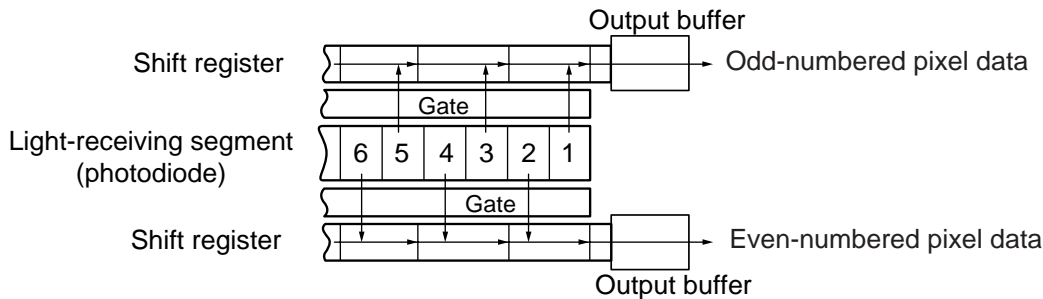 Output buffer
Shift register
Odd-numbered pixel data
Gate
Light-receiving segment
(photodiode)
6 5 4 3 2 1
Gate
Shift register
Even-numbered pixel data
Output buffer